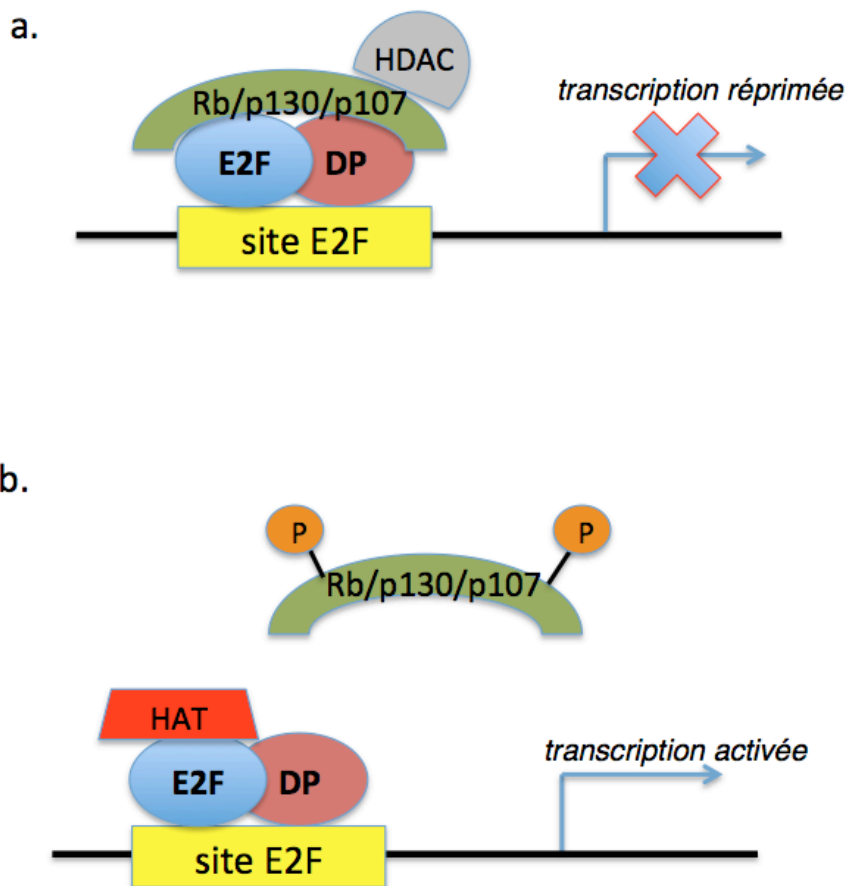 a.
HDAC
Rb/p130/p107
transcription réprimée
E2F
DP
site E2F
b.
P
P
Rb/p130/p107
HAT
transcription activée
E2F
DP
site E2F